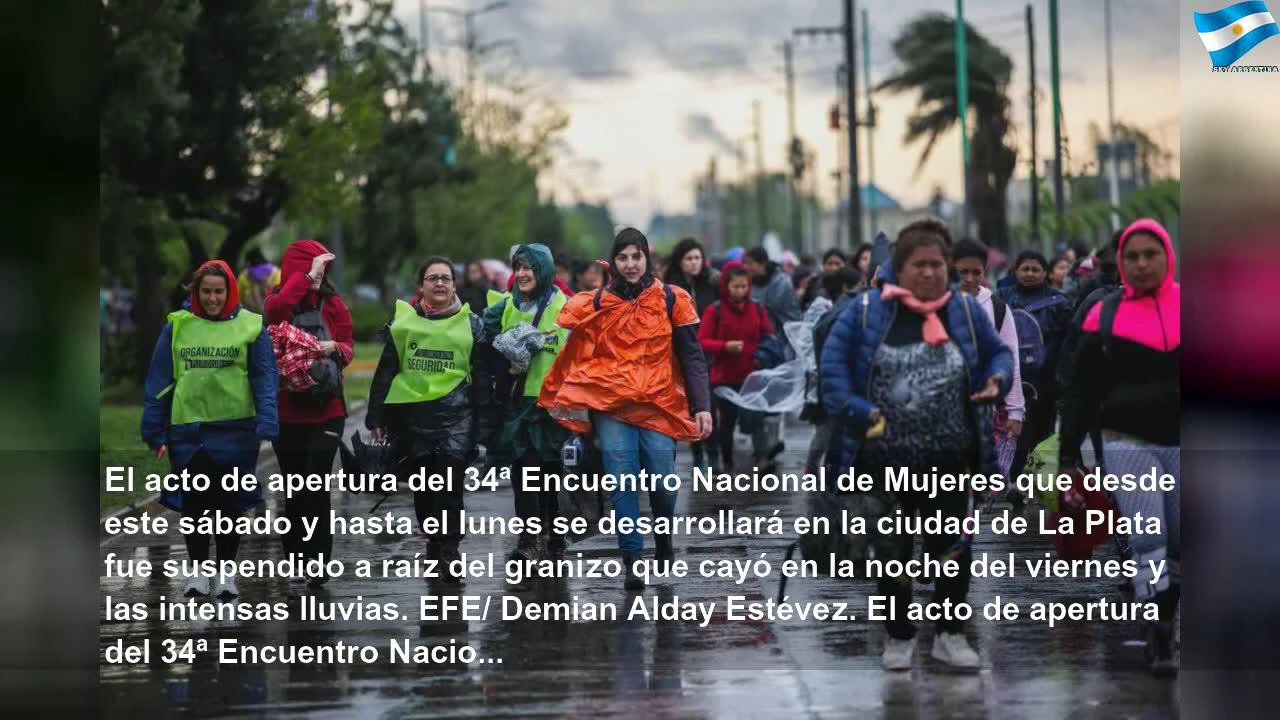 SKY ARGENTINA
ORGANIZACIÓN
SEGURIDAD
El acto de apertura del 34ª Encuentro Nacional de Mujeres que desde
este sábado y hasta el lunes se desarrollará en la ciudad de La Plata
fue suspendido a raíz del granizo que cayó en la noche del viernes y
las intensas lluvias. EFE/ Demian Alday Estévez. El acto de apertura
del 34ª Encuentro Nacio...